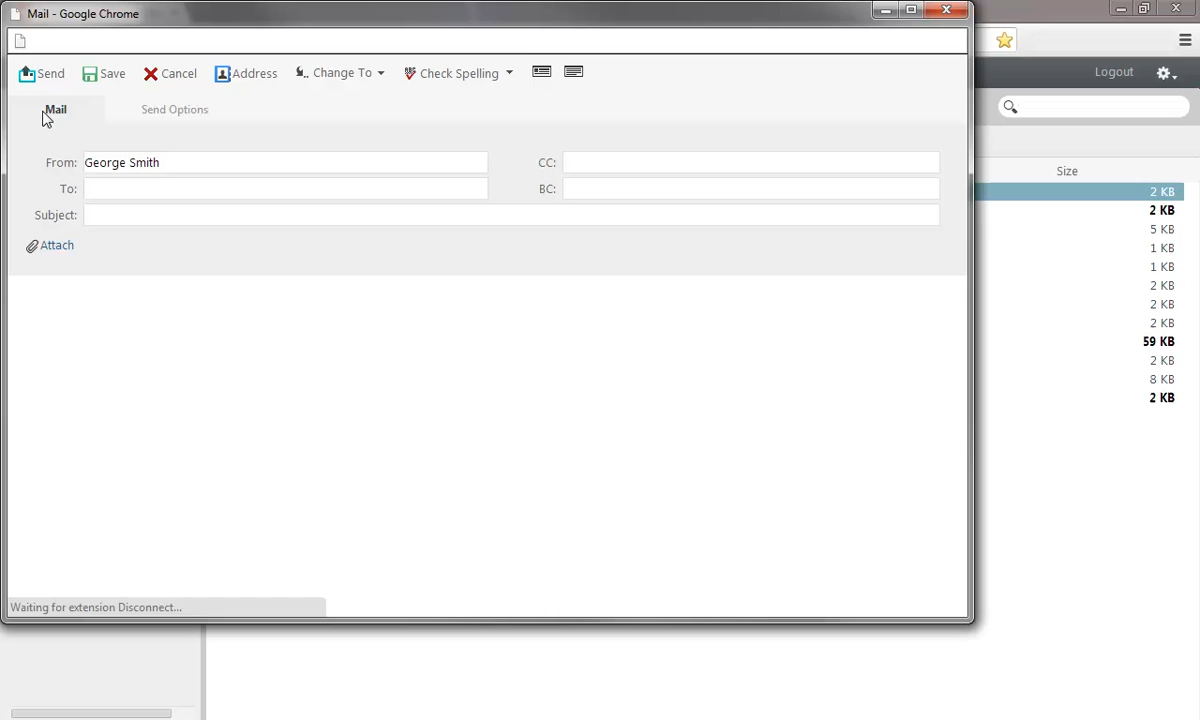 Mail - Google Chrome
Send Save Cancel Address Change To Check Spelling
Logout
Mail Send Options
From: George Smith CC:
To: BC:
Subject:
Attach
Size
2 KB
2 KB
5 KB
1 KB
1 KB
2 KB
2 KB
2 KB
59 KB
2 KB
8 KB
2 KB
Waiting for extension Disconnect...